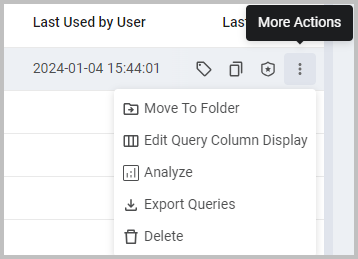 Last Used by User
Last
More Actions
2024-01-04 15:44:01
Move To Folder
Edit Query Column Display
Analyze
Export Queries
Delete